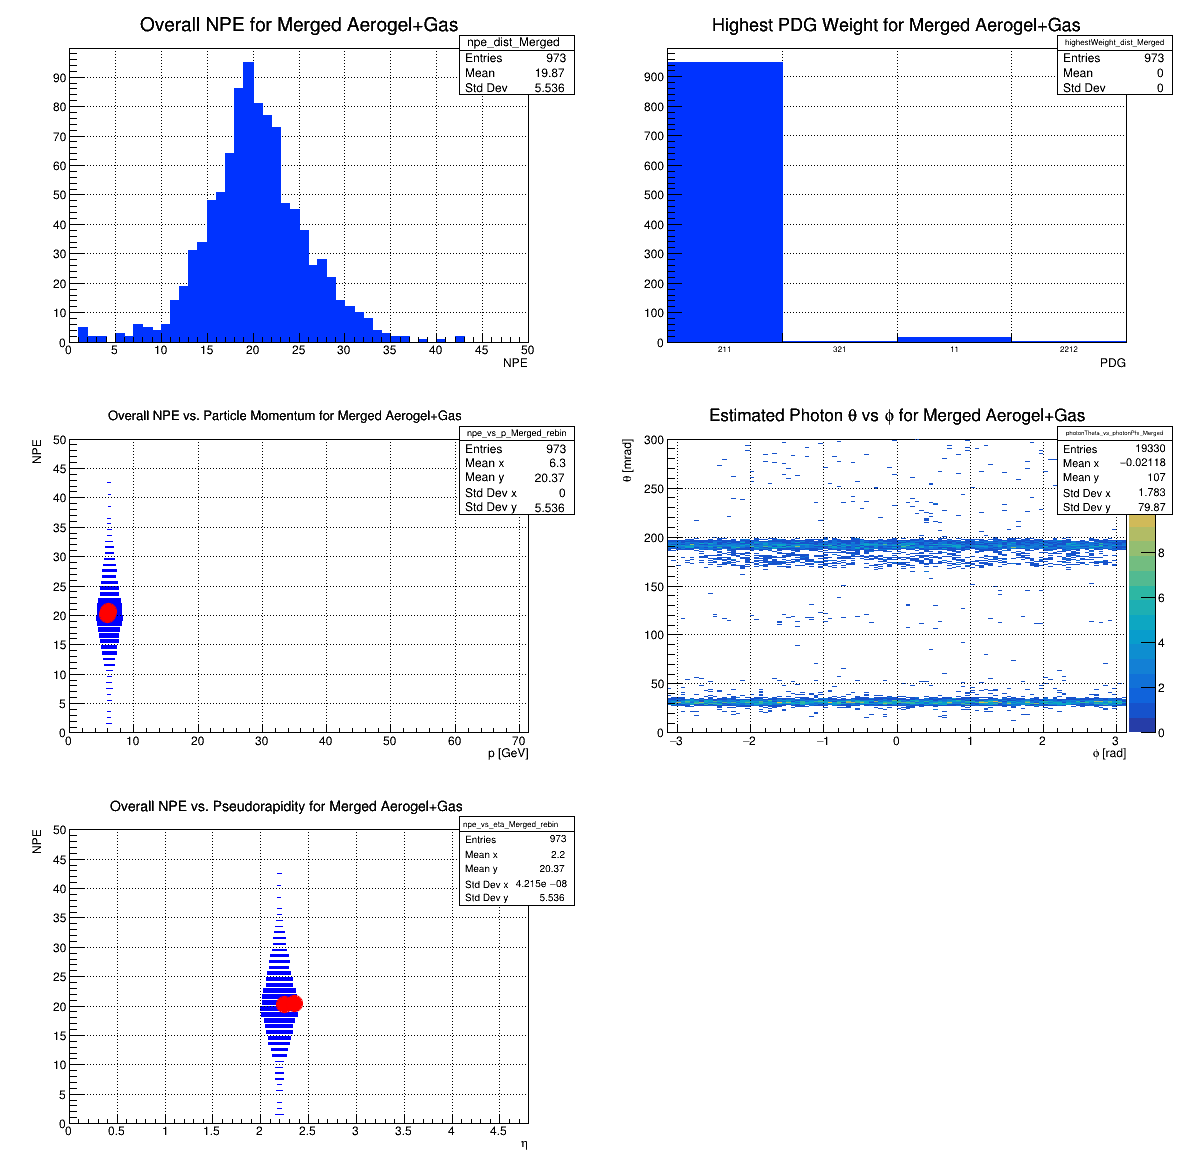 Overall NPE for Merged Aerogel+Gas
npe_dist_Merged
Entries 973
Mean 19.87
Std Dev 5.536
90
80
70
60
50
40
30
20
10
0
0 5 10 15 20 25 30 35 40 45 50
NPE
Highest PDG Weight for Merged Aerogel+Gas
highestWeight_dist_Merged
Entries 973
Mean 0
Std Dev 0
900
800
700
600
500
400
300
200
100
0
211 321 11 2212
PDG
Overall NPE vs. Particle Momentum for Merged Aerogel+Gas
npe_vs_p_Merged_rebin
Entries 973
Mean x 6.3
Mean y 20.37
Std Dev x 0
Std Dev y 5.536
NPE
50
45
40
35
30
25
20
15
10
5
0
0 10 20 30 40 50 60 70
p [GeV]
Estimated Photon θ vs ϕ for Merged Aerogel+Gas
photonTheta_vs_photonPhi_Merged
Entries 19330
Mean x −0.02118
Mean y 107
Std Dev x 1.783
Std Dev y 79.87
θ [mrad]
300
250
200
150
100
50
0
−3 −2 −1 0 1 2 3
ϕ [rad]
8
6
4
2
0
Overall NPE vs. Pseudorapidity for Merged Aerogel+Gas
npe_vs_eta_Merged_rebin
Entries 973
Mean x 2.2
Mean y 20.37
Std Dev x 4.215e −08
Std Dev y 5.536
NPE
50
45
40
35
30
25
20
15
10
5
0
0 0.5 1 1.5 2 2.5 3 3.5 4 4.5
η